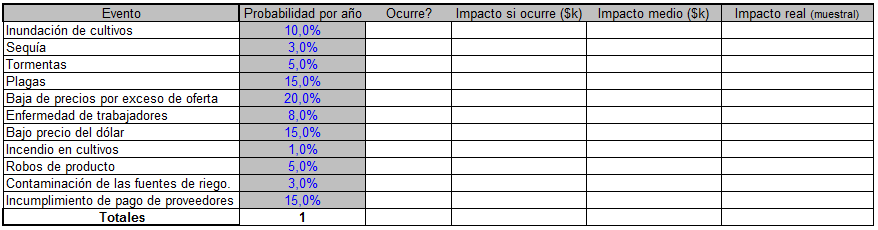 Evento Probabilidad por año Ocurre? Impacto si ocurre ($k) Impacto medio ($k) Impacto real (muestral)
Inundación de cultivos 10,0%
Sequía 3,0%
Tormentas 5,0%
Plagas 15,0%
Baja de precios por exceso de oferta 20,0%
Enfermedad de trabajadores 8,0%
Bajo precio del dólar 15,0%
Incendio en cultivos 1,0%
Robos de producto 5,0%
Contaminación de las fuentes de riego. 3,0%
Incumplimiento de pago de proveedores 15,0%
Totales 1